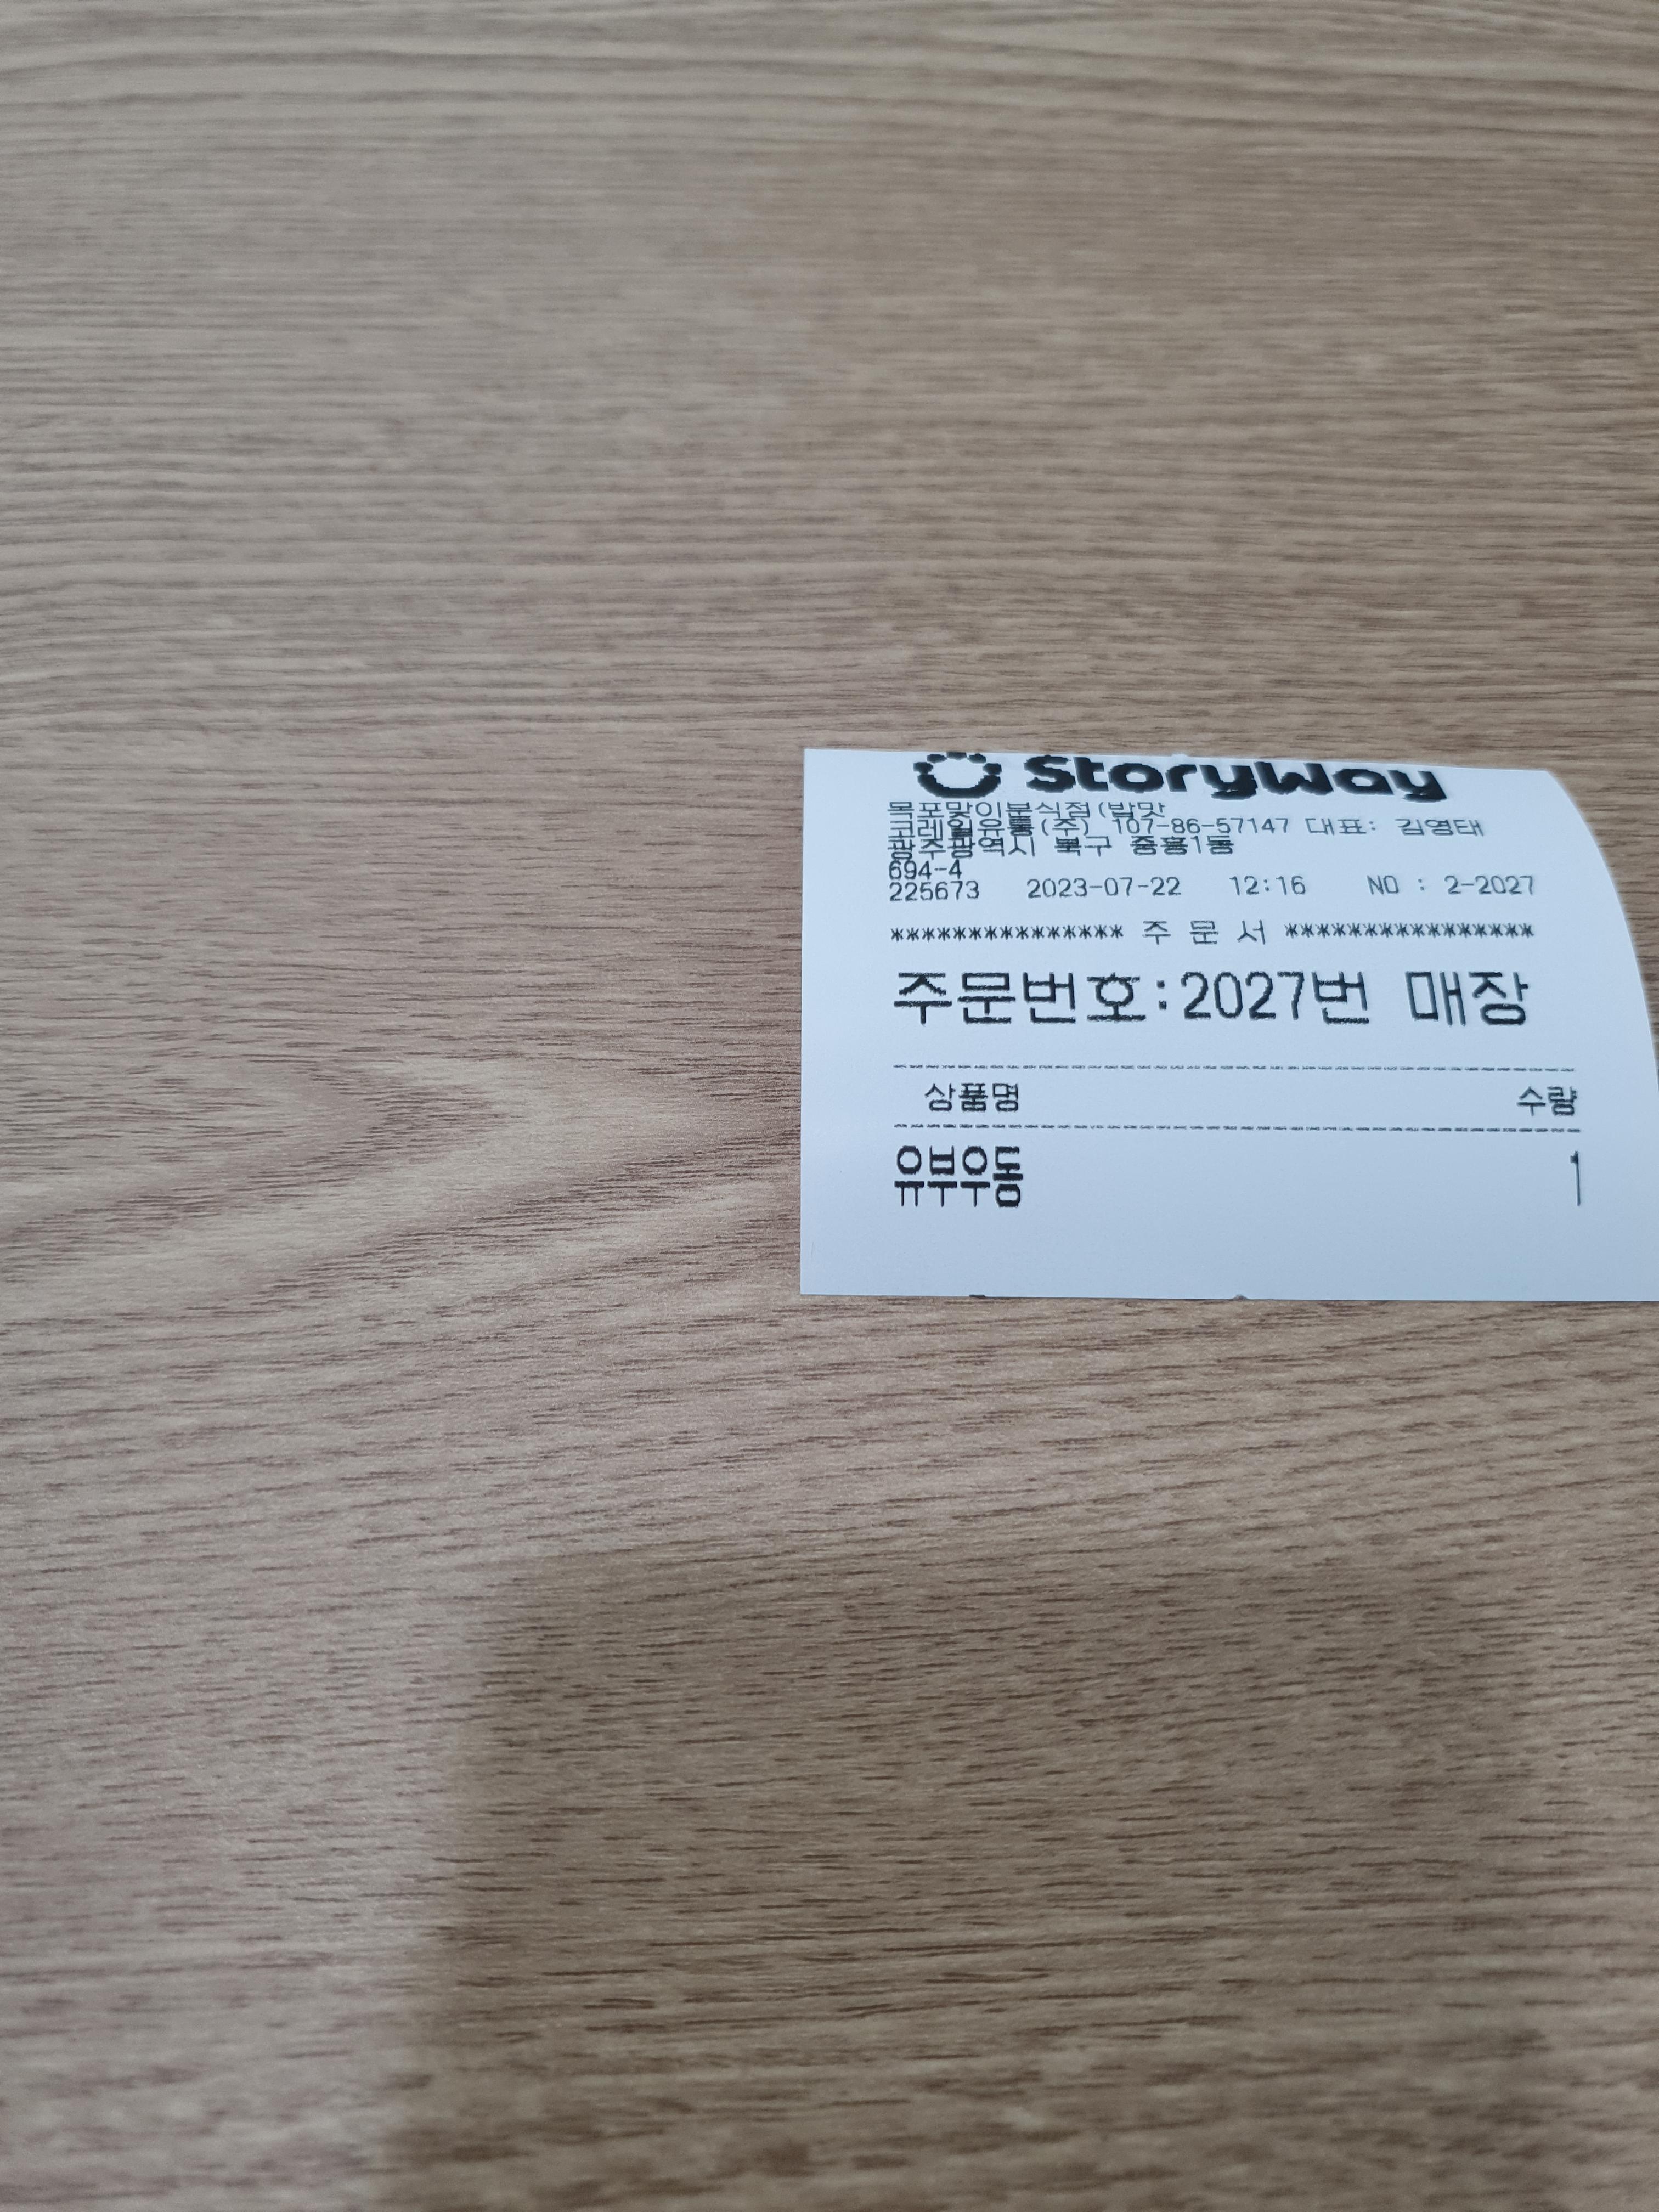 StoryWay
목포맞이분식점(밥맛
코레일유통(주) 107-86-57147 대표: 김영태
광주광역시 북구 중흥1동
694-4
225673 2023-07-22 12:16 NO : 2-2027
*************** 주 문 서 ****************
주문번호:2027번 매장
상품명 수량
유부우동 1